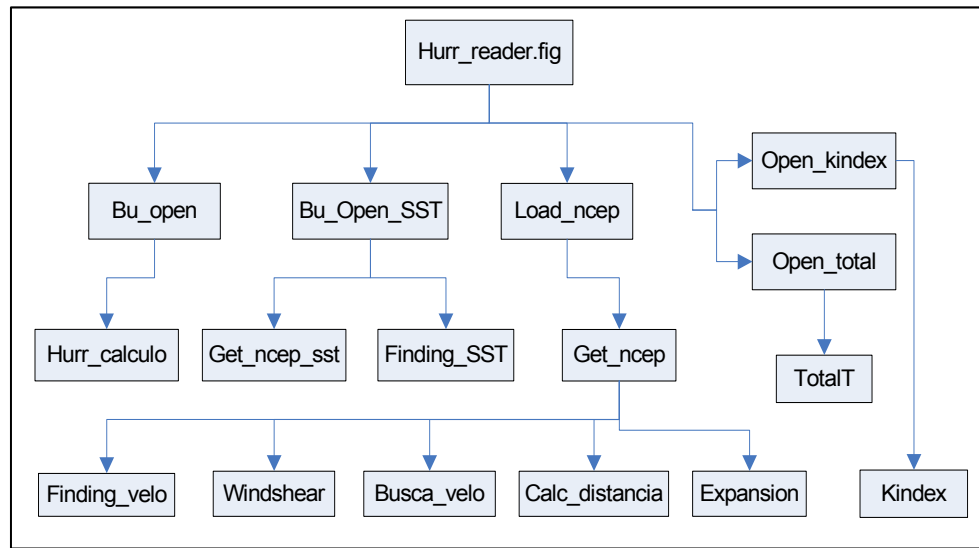 Hurr_reader.fig
Open_kindex
Bu_open
Bu_Open_SST
Load_ncep
Open_total
Hurr_calculo
Get_ncep_sst
Finding_SST
Get_ncep
TotalT
Finding_velo
Windshear
Busca_velo
Calc_distancia
Expansion
Kindex